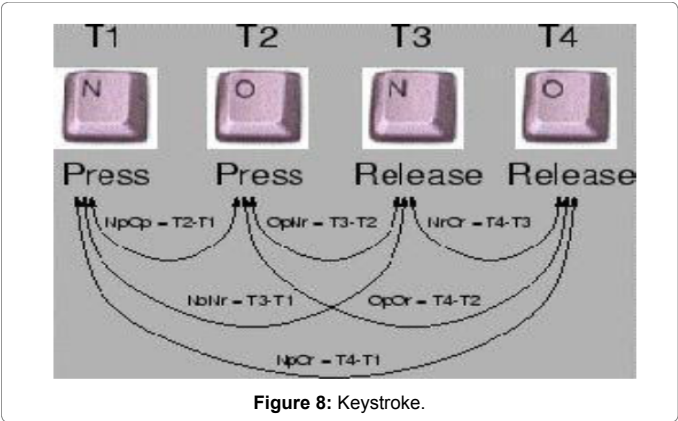 T1 T2 T3 T4
N O N O
Press Press Release Release
NpOp = T2-T1 OpNr = T3-T2 NrOr = T4-T3
NpNr = T3-T1 OpOr = T4-T2
NpOr = T4-T1
Figure 8: Keystroke.